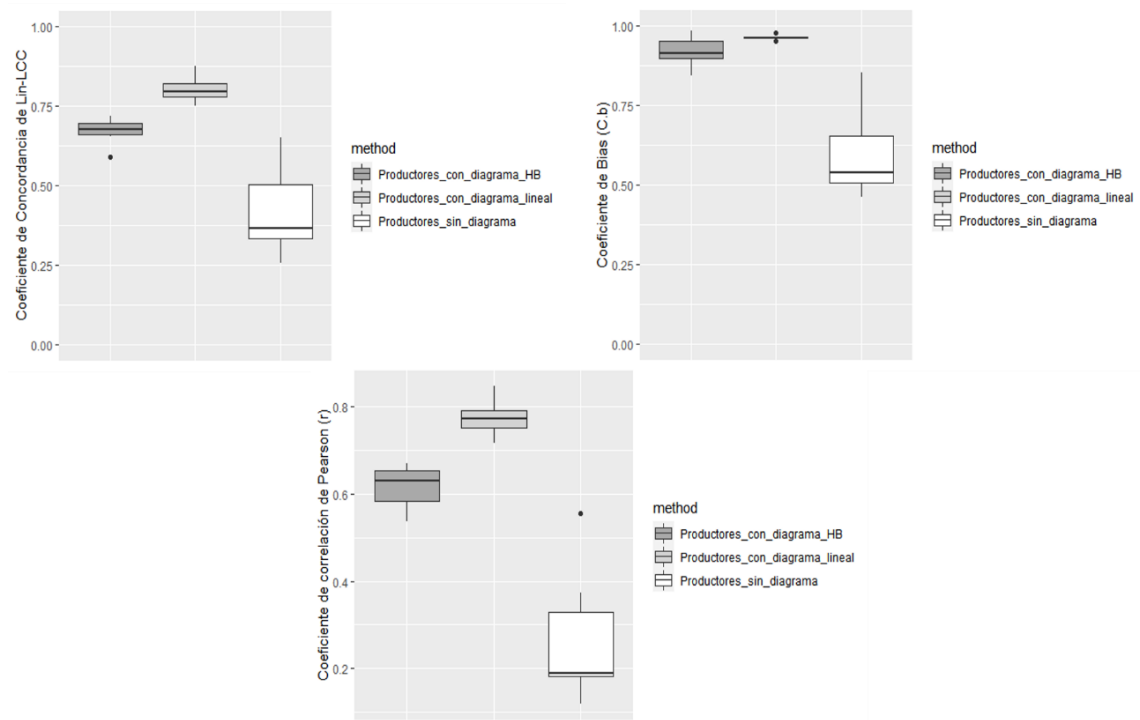 Coeficiente de Concordancia de Lin-LCC
1.00
0.75
0.50
0.25
0.00
method
Productores_con_diagrama_HB
Productores_con_diagrama_lineal
Productores_sin_diagrama
Coeficiente de Bias (C.b)
1.00
0.75
0.50
0.25
0.00
method
Productores_con_diagrama_HB
Productores_con_diagrama_lineal
Productores_sin_diagrama
Coeficiente de correlación de Pearson (r)
0.8
0.6
0.4
0.2
method
Productores_con_diagrama_HB
Productores_con_diagrama_lineal
Productores_sin_diagrama